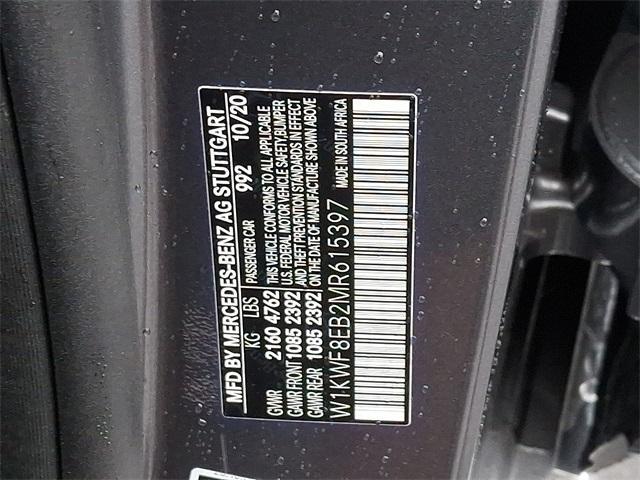 MFD BY MERCEDES-BENZ AG STUTTGART
PASSENGER CAR 992 10/20
KG LBS
GVWR 2160 4762
GAWR FRONT 1085 2392
GAWR REAR 1085 2392
THIS VEHICLE CONFORMS TO ALL APPLICABLE
U.S. FEDERAL MOTOR VEHICLE SAFETY, BUMPER
AND THEFT PREVENTION STANDARDS IN EFFECT
ON THE DATE OF MANUFACTURE SHOWN ABOVE
W1KWF8EB2MR615397 MADE IN SOUTH AFRICA